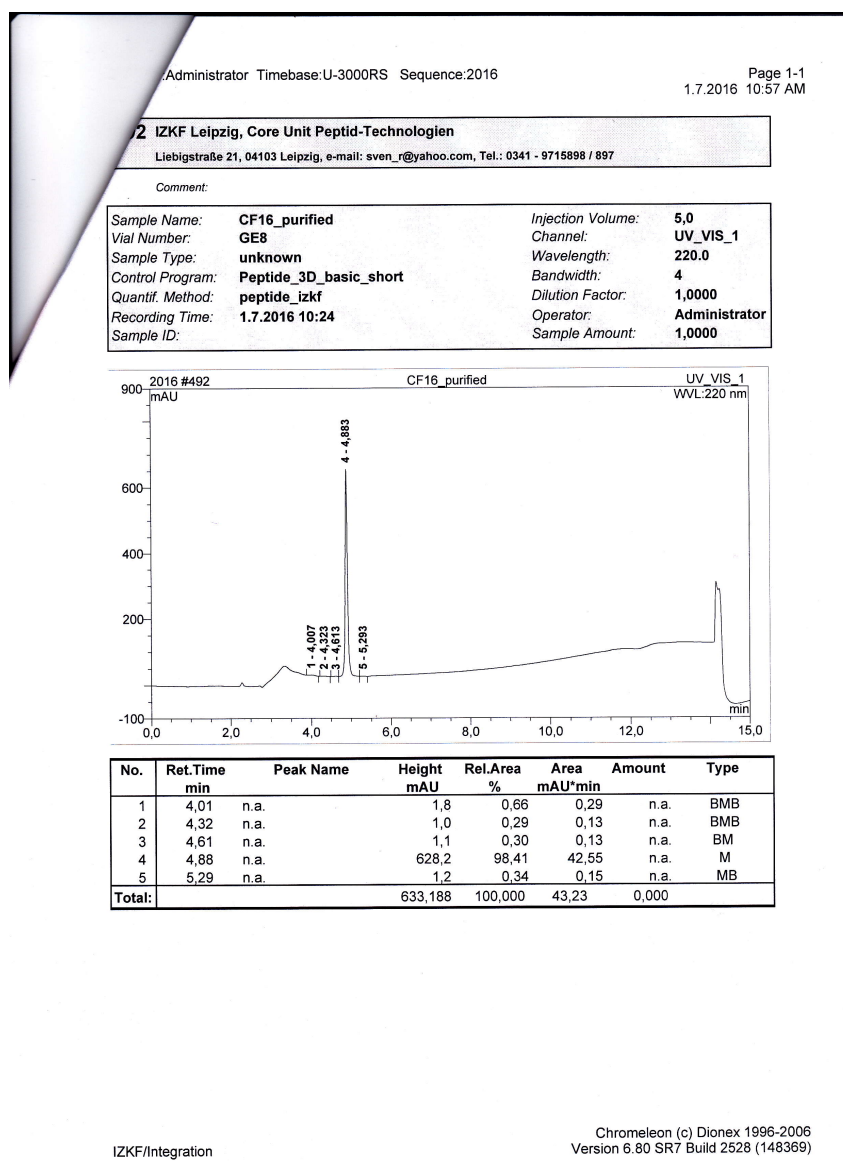 :Administrator Timebase:U-3000RS Sequence:2016 Page 1-1
1.7.2016 10:57 AM
2 IZKF Leipzig, Core Unit Peptid-Technologien
Liebigstraße 21, 04103 Leipzig, e-mail: sven_r@yahoo.com, Tel.: 0341 - 9715898 / 897
Comment:
Sample Name: CF16_purified Injection Volume: 5,0
Vial Number: GE8 Channel: UV_VIS_1
Sample Type: unknown Wavelength: 220.0
Control Program: Peptide_3D_basic_short Bandwidth: 4
Quantif. Method: peptide_izkf Dilution Factor: 1,0000
Recording Time: 1.7.2016 10:24 Operator: Administrator
Sample ID: Sample Amount: 1,0000
2016 #492 CF16_purified UV_VIS_1
900 mAU WVL:220 nm
4 - 4,883
600
400
200
1 - 4,007
2 - 4,323
3 - 4,613
5 - 5,293
min
-100
0,0 2,0 4,0 6,0 8,0 10,0 12,0 15,0
No. Ret.Time Peak Name Height Rel.Area Area Amount Type
min mAU % mAU*min
1 4,01 n.a. 1,8 0,66 0,29 n.a. BMB
2 4,32 n.a. 1,0 0,29 0,13 n.a. BMB
3 4,61 n.a. 1,1 0,30 0,13 n.a. BM
4 4,88 n.a. 628,2 98,41 42,55 n.a. M
5 5,29 n.a. 1,2 0,34 0,15 n.a. MB
Total: 633,188 100,000 43,23 0,000
Chromeleon (c) Dionex 1996-2006
IZKF/Integration Version 6.80 SR7 Build 2528 (148369)